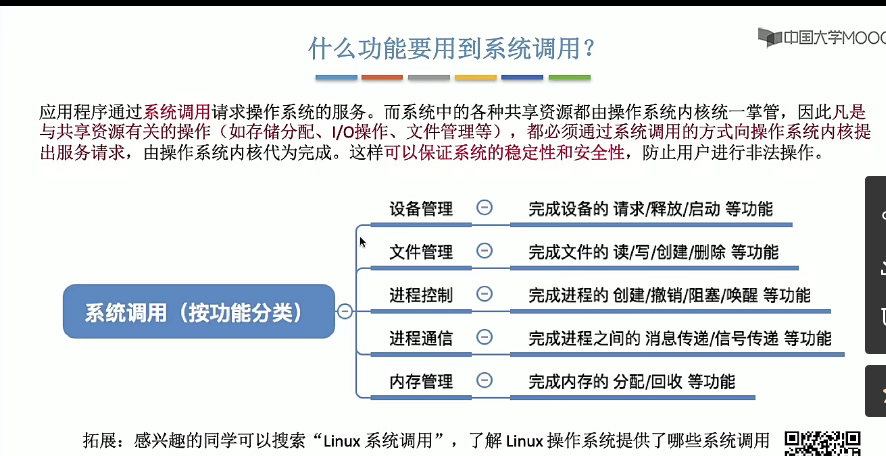 什么功能要用到系统调用？
中国大学MOOC
应用程序通过系统调用请求操作系统的服务。而系统中的各种共享资源都由操作系统内核统一掌管，因此凡是
与共享资源有关的操作（如存储分配、I/O操作、文件管理等），都必须通过系统调用的方式向操作系统内核提
出服务请求，由操作系统内核代为完成。这样可以保证系统的稳定性和安全性，防止用户进行非法操作。
设备管理 完成设备的 请求/释放/启动 等功能
文件管理 完成文件的 读/写/创建/删除 等功能
进程控制 完成进程的 创建/撤销/阻塞/唤醒 等功能
系统调用（按功能分类）
进程通信 完成进程之间的 消息传递/信号传递 等功能
内存管理 完成内存的 分配/回收 等功能
拓展：感兴趣的同学可以搜索“Linux 系统调用”，了解 Linux 操作系统提供了哪些系统调用